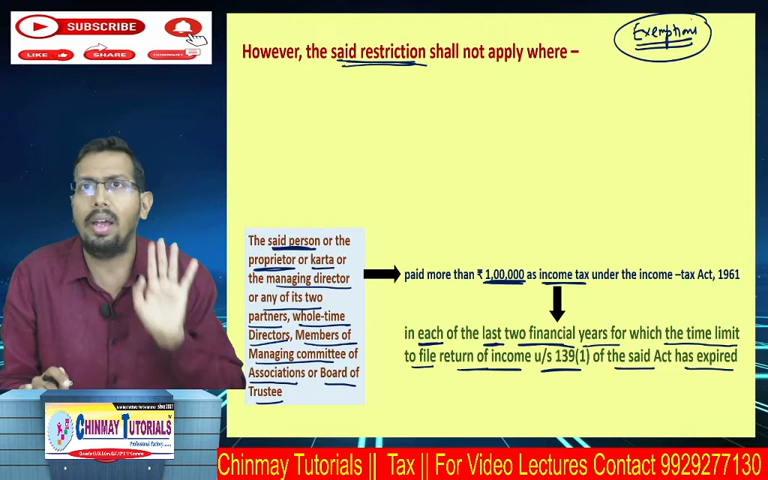 SUBSCRIBE
LIKE
SHARE
Exemptions
However, the said restriction shall not apply where –
The said person or the
proprietor or karta or
the managing director
or any of its two
partners, whole-time
Directors, Members of
Managing committee of
Associations or Board of
Trustee
paid more than ₹ 1,00,000 as income tax under the income –tax Act, 1961
in each of the last two financial years for which the time limit
to file return of income u/s 139(1) of the said Act has expired
CHINMAY TUTORIALS
Chinmay Tutorials || Tax || For Video Lectures Contact 9929277130